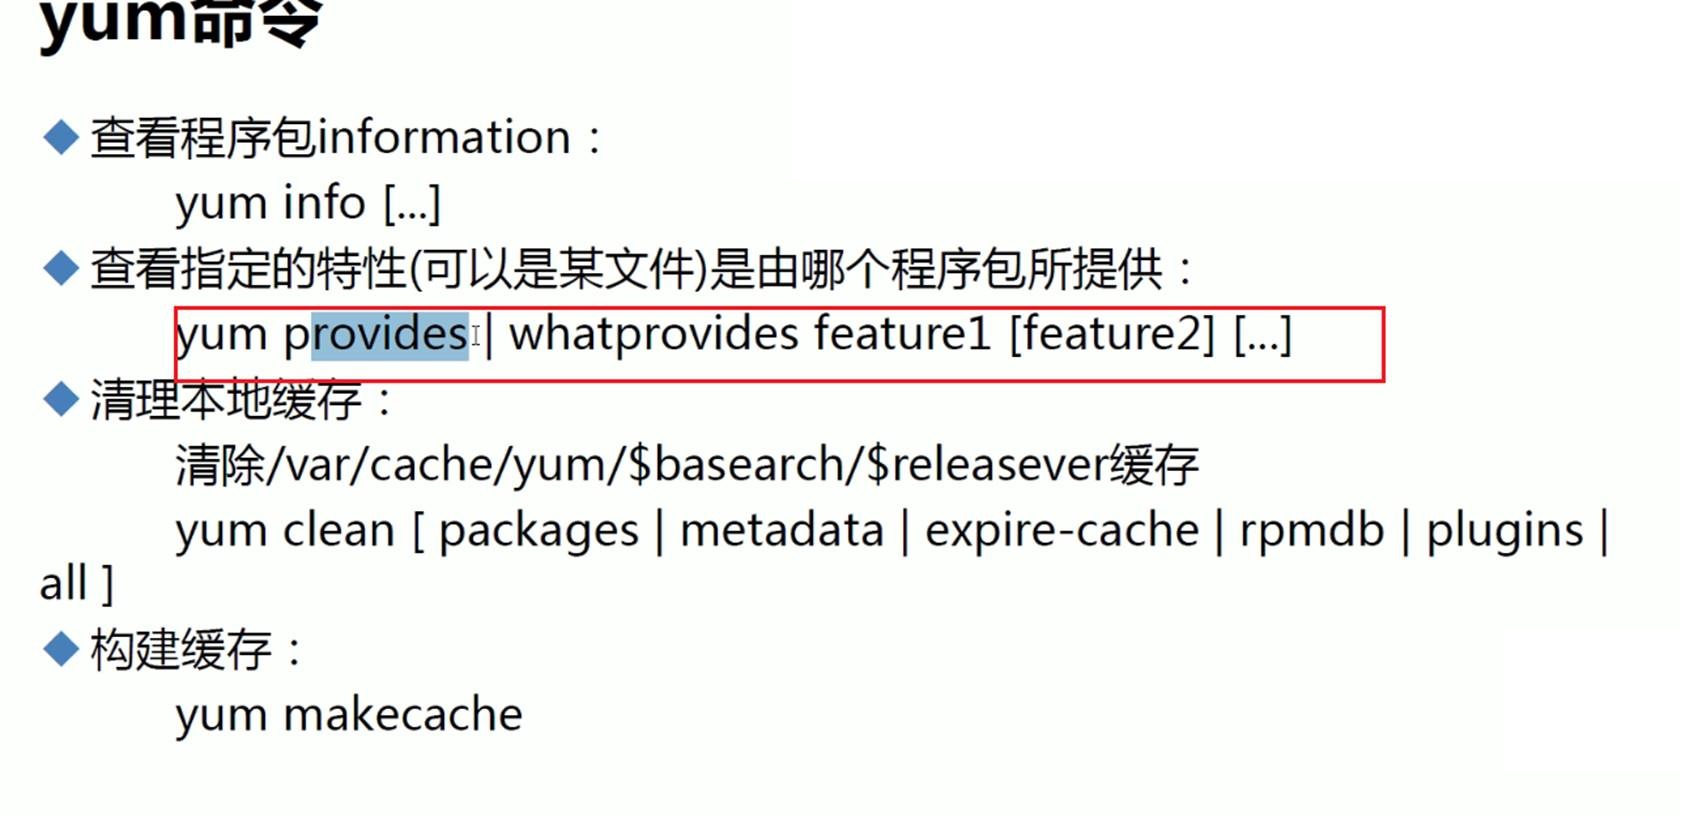 yum命令
查看程序包information：
yum info [...]
查看指定的特性(可以是某文件)是由哪个程序包所提供：
yum provides | whatprovides feature1 [feature2] [...]
清理本地缓存：
清除/var/cache/yum/$basearch/$releasever缓存
yum clean [ packages | metadata | expire-cache | rpmdb | plugins |
all ]
构建缓存：
yum makecache